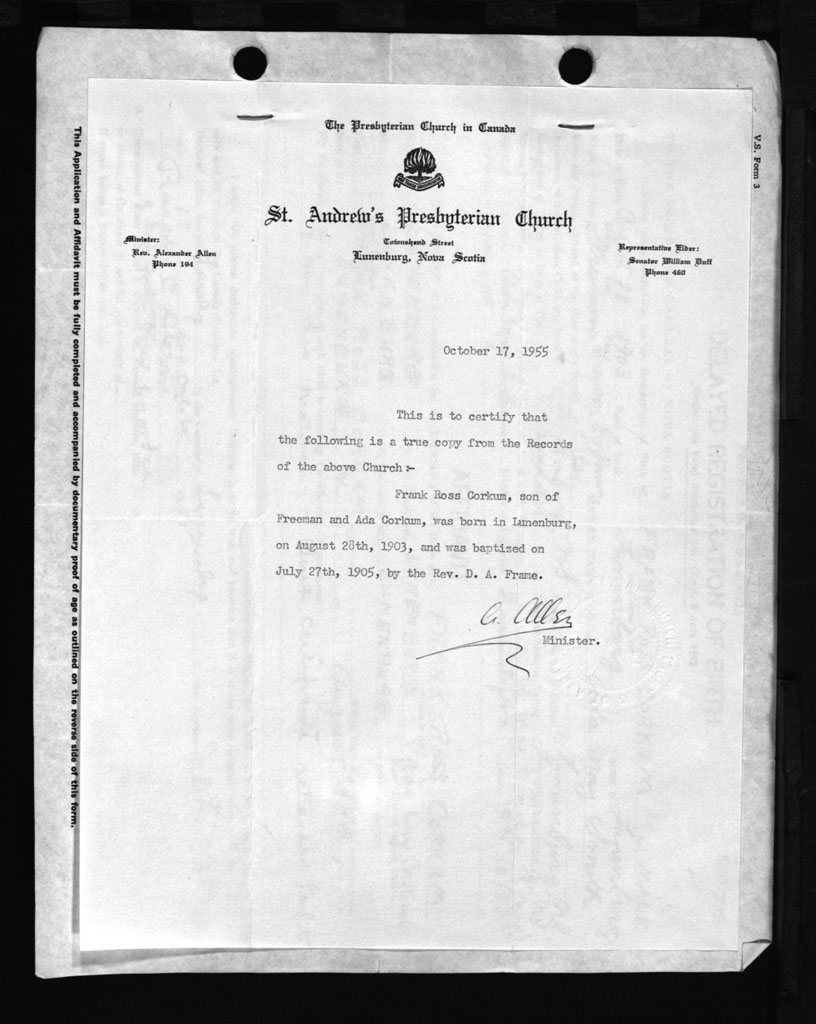 The Presbyterian Church in Canada
St. Andrew's Presbyterian Church
Townshend Street
Lunenburg, Nova Scotia
Minister:
Rev. Alexander Allen
Phone 194
Representative Elder:
Senator William Duff
Phone 460
October 17, 1955
This is to certify that
the following is a true copy from the Records
of the above Church :-
Frank Ross Corkum, son of
Freeman and Ada Corkum, was born in Lunenburg,
on August 28th, 1903, and was baptized on
July 27th, 1905, by the Rev. D. A. Frame.
A. Allen
Minister.
V.S. Form 3
This Application and Affidavit must be fully completed and accompanied by documentary proof of age as outlined on the reverse side of this form.